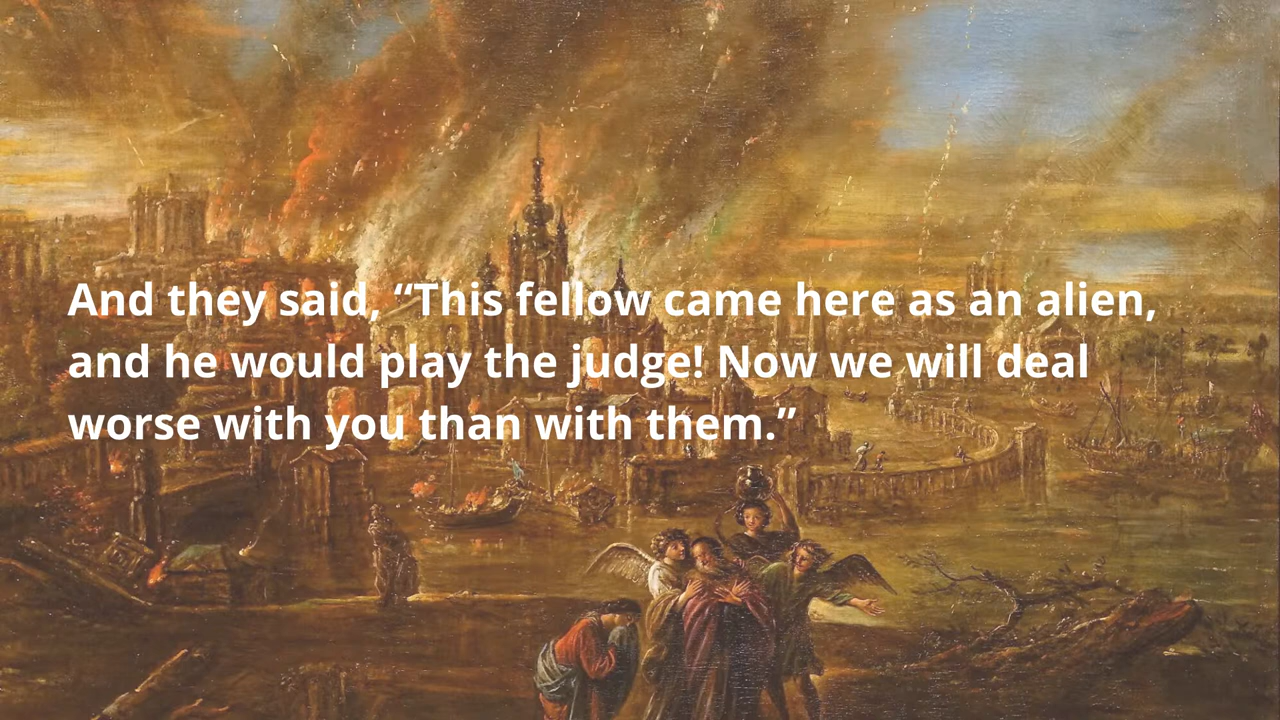 And they said, “This fellow came here as an alien,
and he would play the judge! Now we will deal
worse with you than with them.”